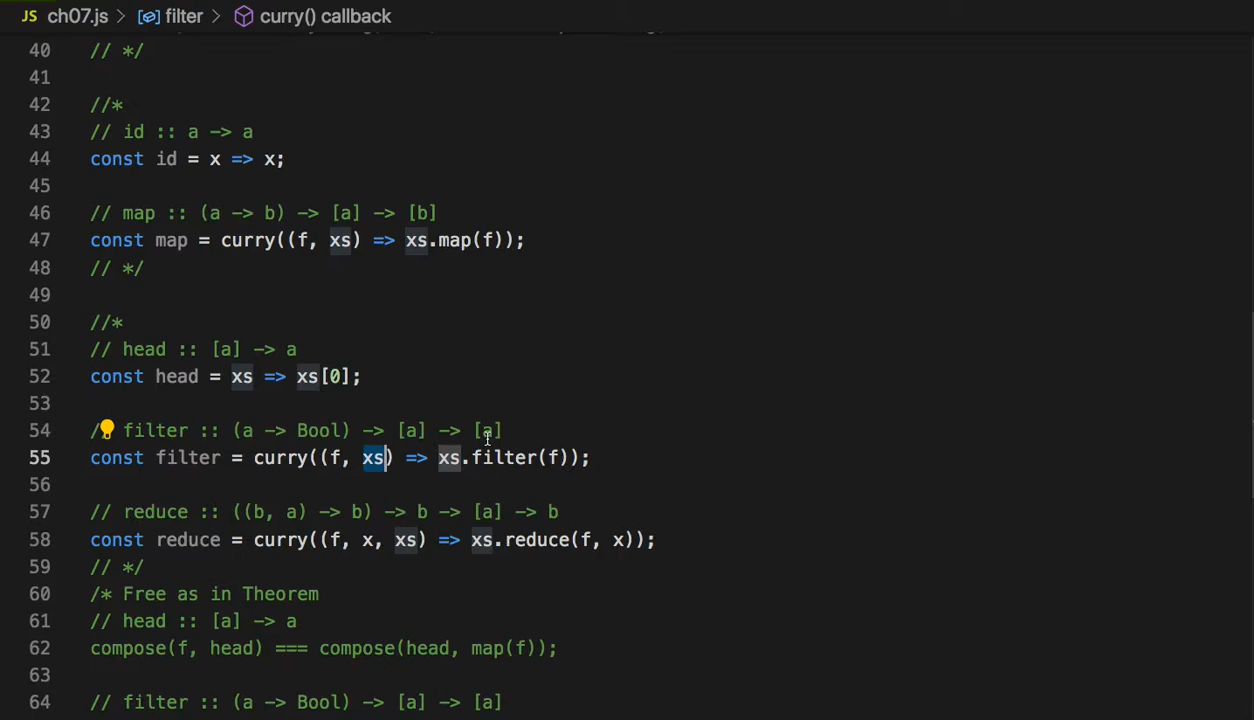 JS ch07.js > filter > curry() callback
40 // */
41
42 //*
43 // id :: a -> a
44 const id = x => x;
45
46 // map :: (a -> b) -> [a] -> [b]
47 const map = curry((f, xs) => xs.map(f));
48 // */
49
50 //*
51 // head :: [a] -> a
52 const head = xs => xs[0];
53
54 / filter :: (a -> Bool) -> [a] -> [a]
55 const filter = curry((f, xs) => xs.filter(f));
56
57 // reduce :: ((b, a) -> b) -> b -> [a] -> b
58 const reduce = curry((f, x, xs) => xs.reduce(f, x));
59 // */
60 /* Free as in Theorem
61 // head :: [a] -> a
62 compose(f, head) === compose(head, map(f));
63
64 // filter :: (a -> Bool) -> [a] -> [a]